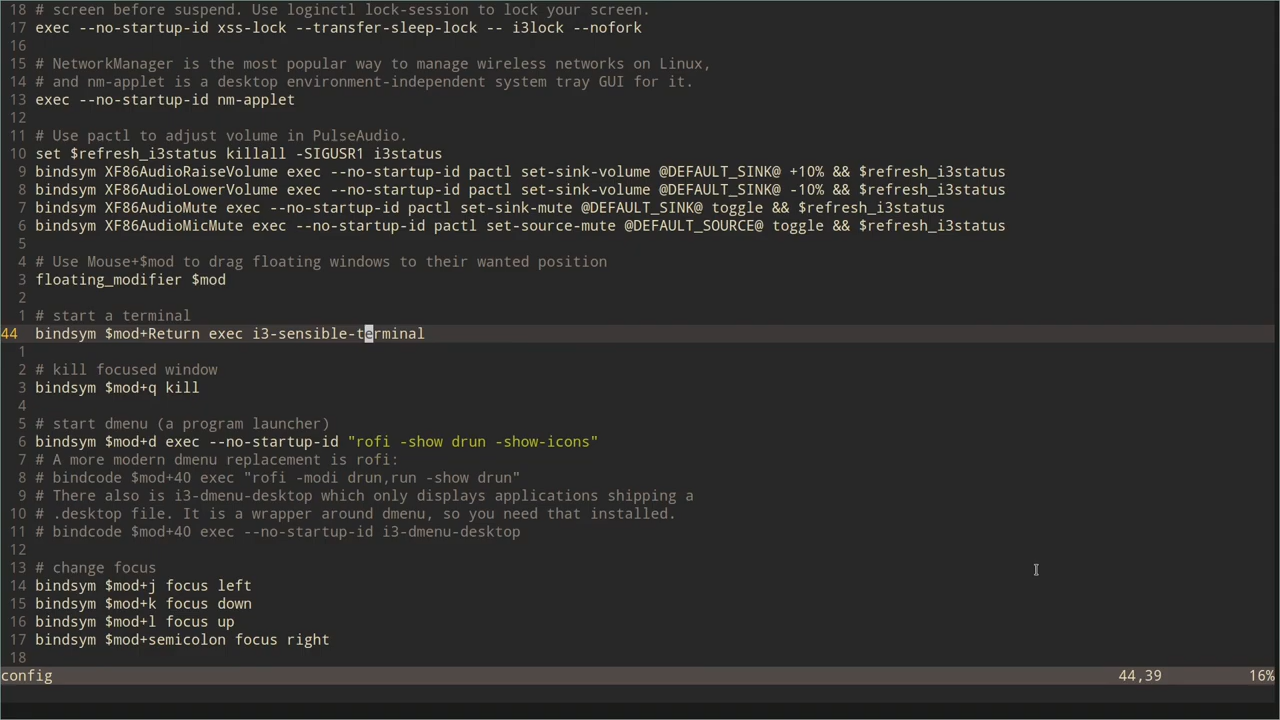 18 # screen before suspend. Use loginctl lock-session to lock your screen.
17 exec --no-startup-id xss-lock --transfer-sleep-lock -- i3lock --nofork
16
15 # NetworkManager is the most popular way to manage wireless networks on Linux,
14 # and nm-applet is a desktop environment-independent system tray GUI for it.
13 exec --no-startup-id nm-applet
12
11 # Use pactl to adjust volume in PulseAudio.
10 set $refresh_i3status killall -SIGUSR1 i3status
9 bindsym XF86AudioRaiseVolume exec --no-startup-id pactl set-sink-volume @DEFAULT_SINK@ +10% && $refresh_i3status
8 bindsym XF86AudioLowerVolume exec --no-startup-id pactl set-sink-volume @DEFAULT_SINK@ -10% && $refresh_i3status
7 bindsym XF86AudioMute exec --no-startup-id pactl set-sink-mute @DEFAULT_SINK@ toggle && $refresh_i3status
6 bindsym XF86AudioMicMute exec --no-startup-id pactl set-source-mute @DEFAULT_SOURCE@ toggle && $refresh_i3status
5
4 # Use Mouse+$mod to drag floating windows to their wanted position
3 floating_modifier $mod
2
1 # start a terminal
44 bindsym $mod+Return exec i3-sensible-terminal
1
2 # kill focused window
3 bindsym $mod+q kill
4
5 # start dmenu (a program launcher)
6 bindsym $mod+d exec --no-startup-id "rofi -show drun -show-icons"
7 # A more modern dmenu replacement is rofi:
8 # bindcode $mod+40 exec "rofi -modi drun,run -show drun"
9 # There also is i3-dmenu-desktop which only displays applications shipping a
10 # .desktop file. It is a wrapper around dmenu, so you need that installed.
11 # bindcode $mod+40 exec --no-startup-id i3-dmenu-desktop
12
13 # change focus
14 bindsym $mod+j focus left
15 bindsym $mod+k focus down
16 bindsym $mod+l focus up
17 bindsym $mod+semicolon focus right
18
config 44,39 16%